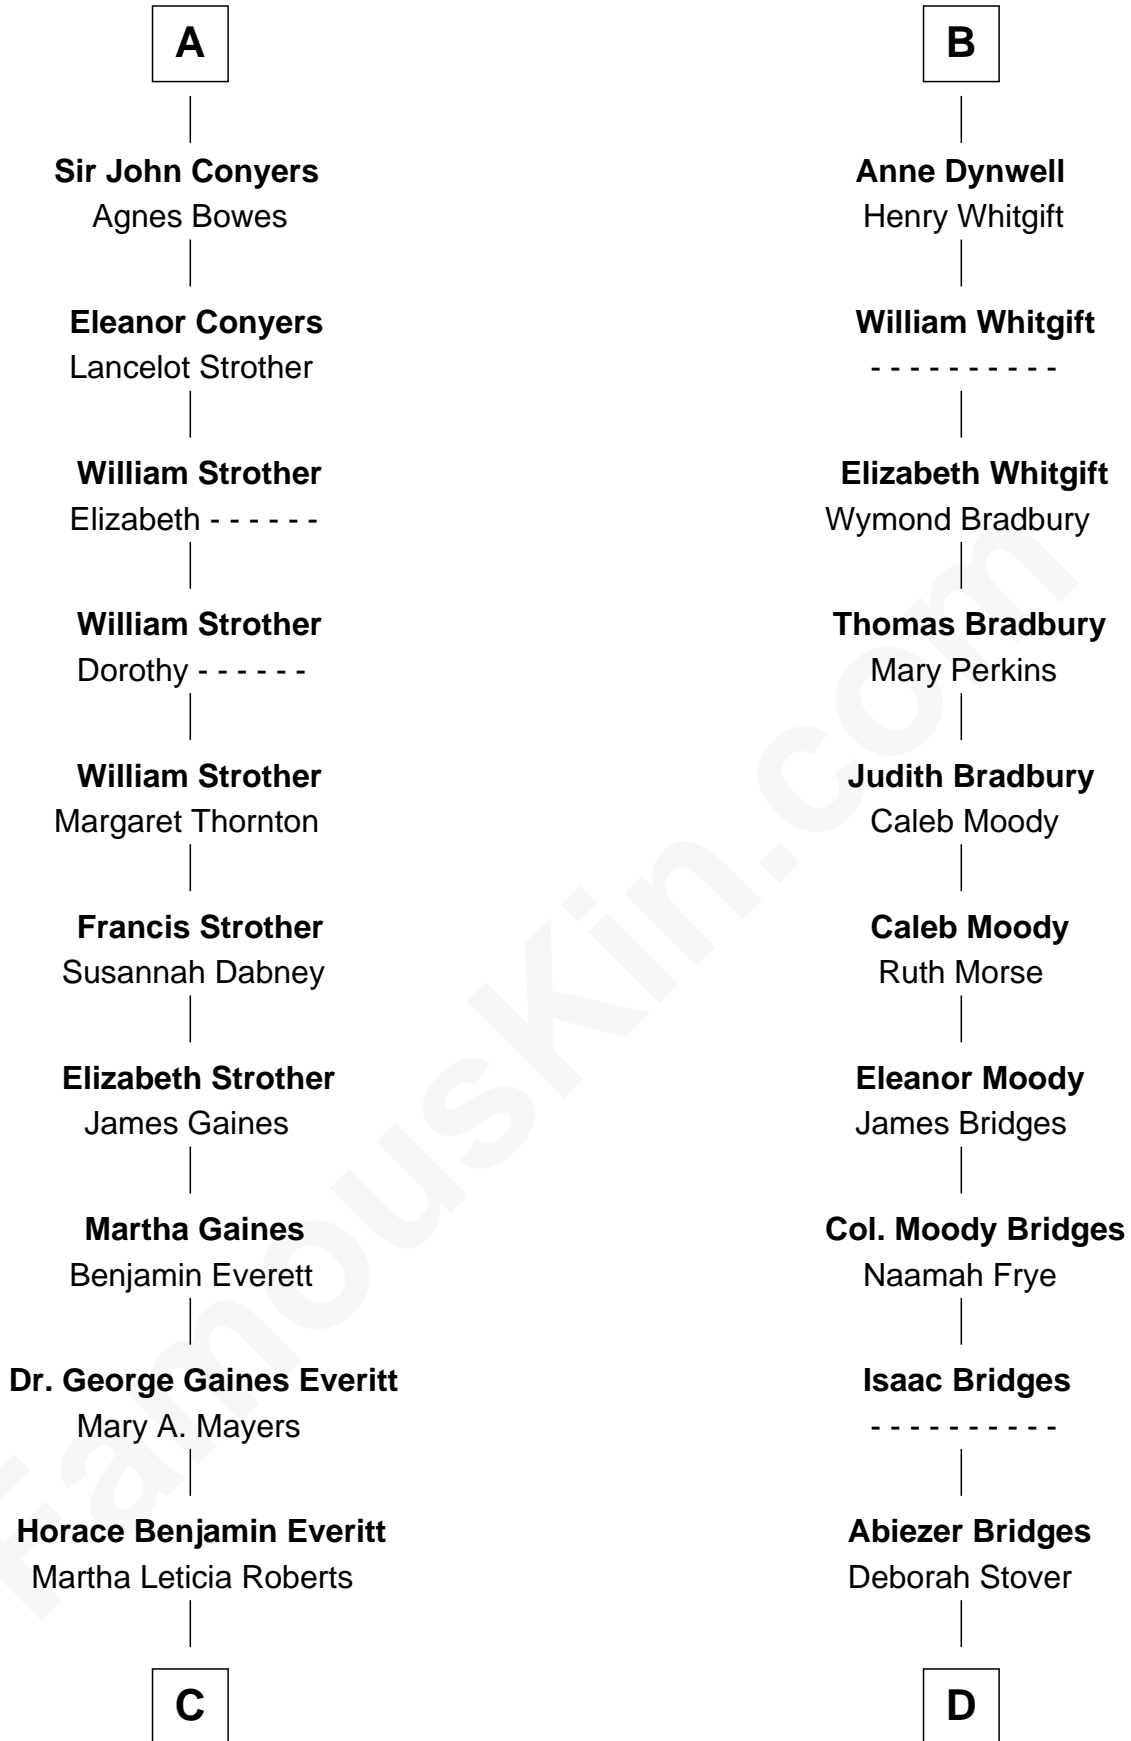 A
Sir John Conyers
Agnes Bowes
Eleanor Conyers
Lancelot Strother
William Strother
Elizabeth - - - - - -
William Strother
Dorothy - - - - - -
William Strother
Margaret Thornton
Francis Strother
Susannah Dabney
Elizabeth Strother
James Gaines
Martha Gaines
Benjamin Everett
Dr. George Gaines Everitt
Mary A. Mayers
Horace Benjamin Everitt
Martha Leticia Roberts
C
B
Anne Dynwell
Henry Whitgift
William Whitgift
- - - - - - - - - -
Elizabeth Whitgift
Wymond Bradbury
Thomas Bradbury
Mary Perkins
Judith Bradbury
Caleb Moody
Caleb Moody
Ruth Morse
Eleanor Moody
James Bridges
Col. Moody Bridges
Naamah Frye
Isaac Bridges
- - - - - - - - - -
Abiezer Bridges
Deborah Stover
D
FamousKin.com